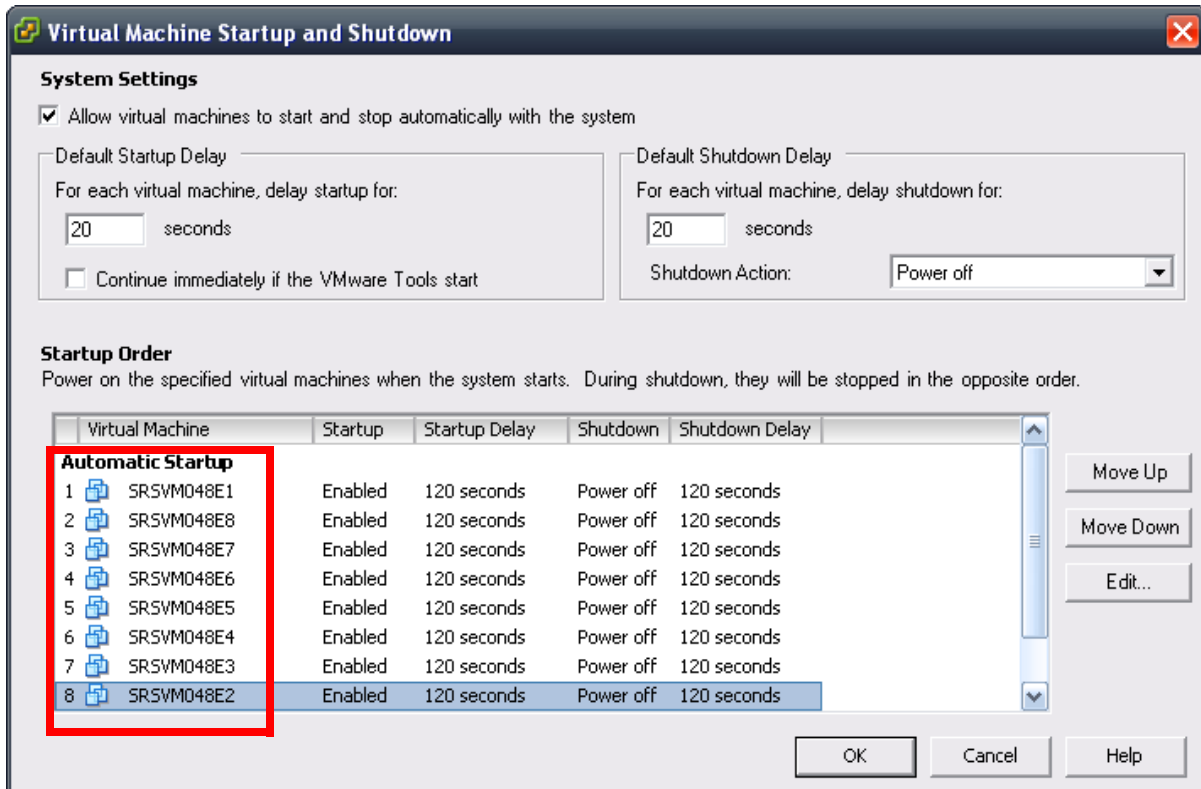 Virtual Machine Startup and Shutdown
System Settings
Allow virtual machines to start and stop automatically with the system
Default Startup Delay
For each virtual machine, delay startup for:
20 seconds
Continue immediately if the VMware Tools start
Default Shutdown Delay
For each virtual machine, delay shutdown for:
20 seconds
Shutdown Action: Power off
Startup Order
Power on the specified virtual machines when the system starts. During shutdown, they will be stopped in the opposite order.
Virtual Machine Startup Startup Delay Shutdown Shutdown Delay
Automatic Startup
1 SRSVM048E1 Enabled 120 seconds Power off 120 seconds
2 SRSVM048E8 Enabled 120 seconds Power off 120 seconds
3 SRSVM048E7 Enabled 120 seconds Power off 120 seconds
4 SRSVM048E6 Enabled 120 seconds Power off 120 seconds
5 SRSVM048E5 Enabled 120 seconds Power off 120 seconds
6 SRSVM048E4 Enabled 120 seconds Power off 120 seconds
7 SRSVM048E3 Enabled 120 seconds Power off 120 seconds
8 SRSVM048E2 Enabled 120 seconds Power off 120 seconds
Move Up
Move Down
Edit...
OK Cancel Help